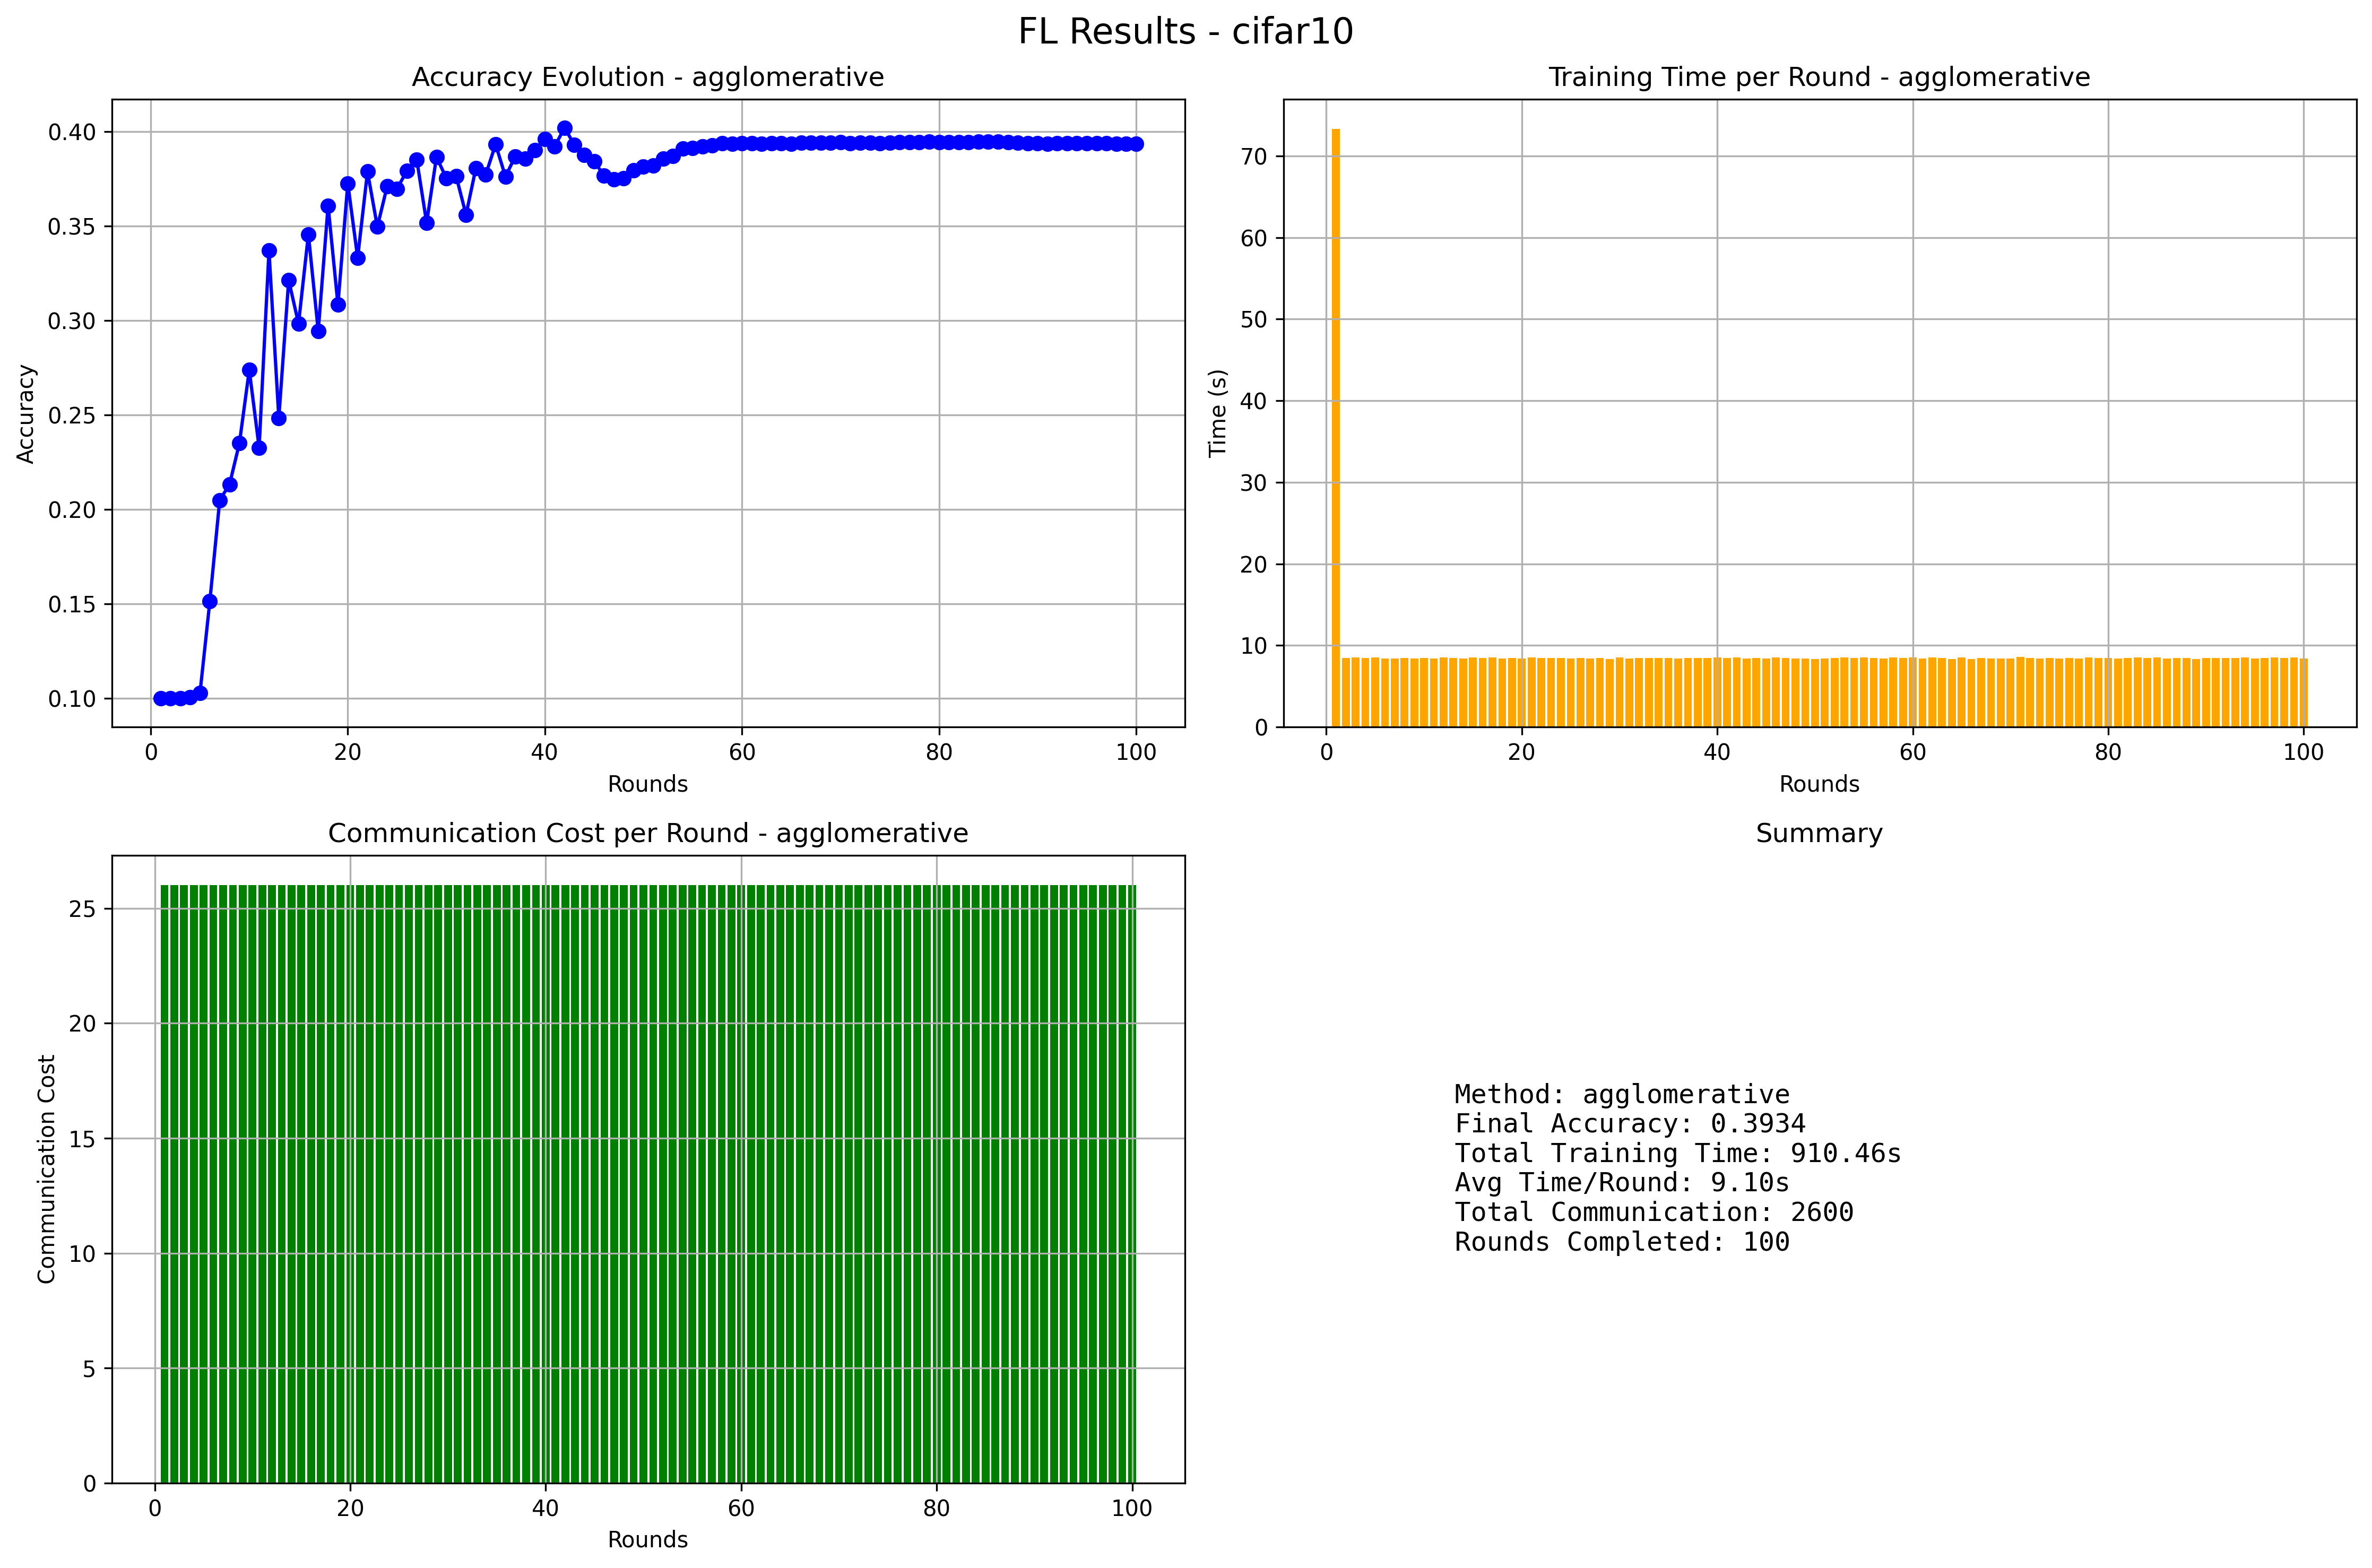 FL Results - cifar10
Accuracy Evolution - agglomerative
Accuracy
0.40
0.35
0.30
0.25
0.20
0.15
0.10
0 20 40 60 80 100
Rounds
Training Time per Round - agglomerative
Time (s)
70
60
50
40
30
20
10
0
0 20 40 60 80 100
Rounds
Communication Cost per Round - agglomerative
Communication Cost
25
20
15
10
5
0
0 20 40 60 80 100
Rounds
Summary
Method: agglomerative
Final Accuracy: 0.3934
Total Training Time: 910.46s
Avg Time/Round: 9.10s
Total Communication: 2600
Rounds Completed: 100